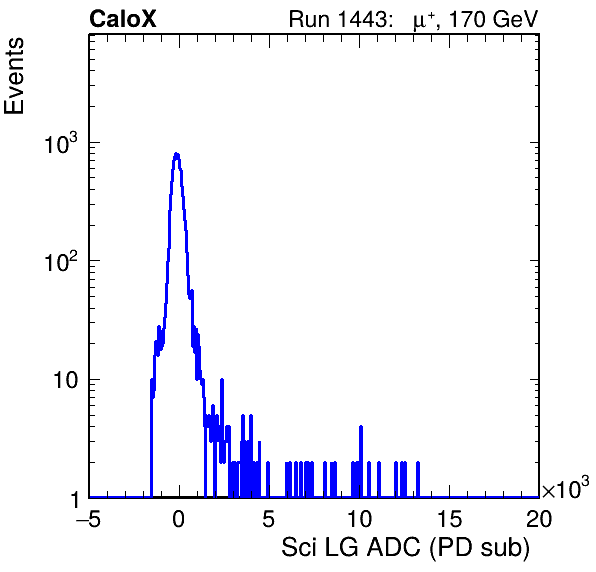 CaloX Run 1443: μ⁺, 170 GeV
Events
10³
10²
10
1
−5 0 5 10 15 20 ×10³
Sci LG ADC (PD sub)